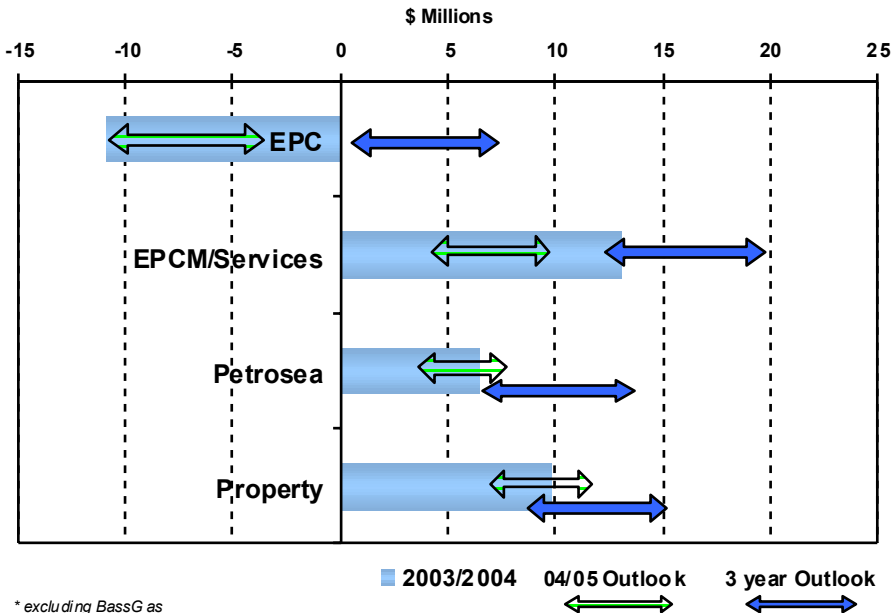 $ Millions
-15 -10 -5 0 5 10 15 20 25
EPC
EPCM/Services
Petrosea
Property
2003/2004 04/05 Outlook 3 year Outlook
* excluding BassGas